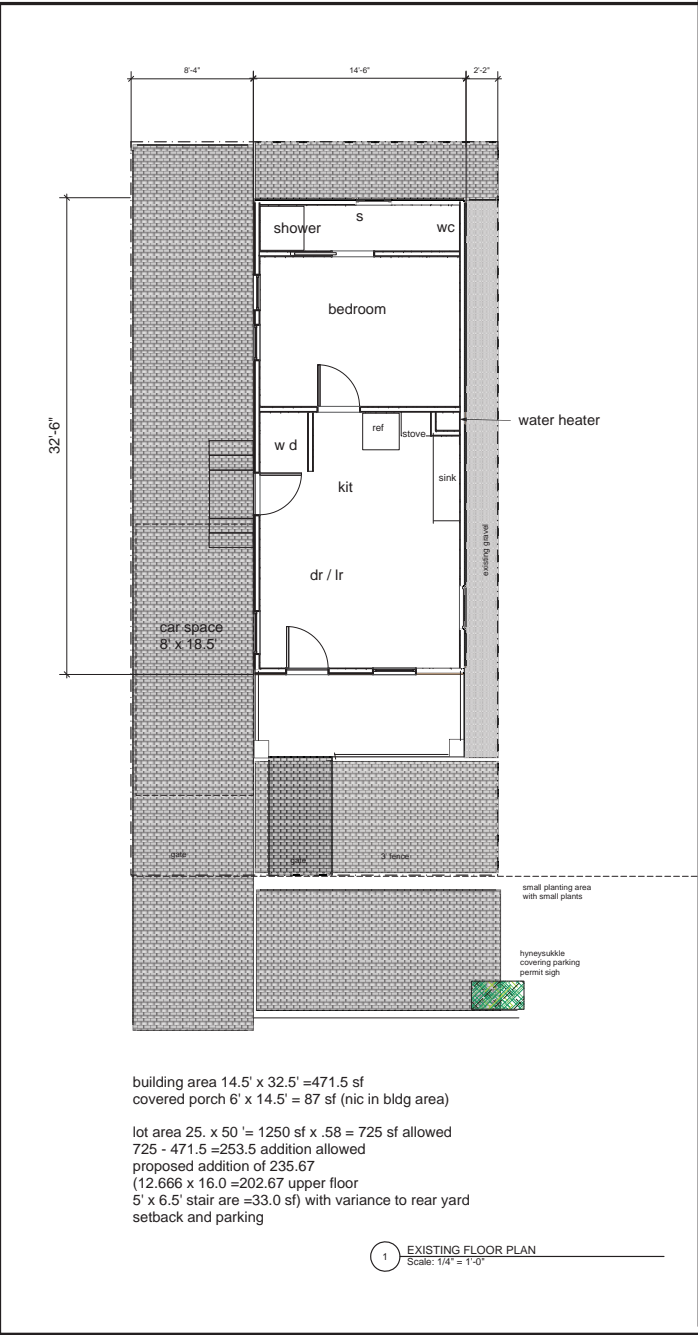 8'-4"
14'-6"
2'-2"
32'-6"
shower
s
wc
bedroom
water heater
ref
stove
w d
sink
kit
existing gravel
dr / lr
car space
8' x 18.5'
gate
gate
3' fence
small planting area
with small plants
hyneysukkle
covering parking
permit sigh
building area 14.5' x 32.5' =471.5 sf
covered porch 6' x 14.5' = 87 sf (nic in bldg area)
lot area 25. x 50 '= 1250 sf x .58 = 725 sf allowed
725 - 471.5 =253.5 addition allowed
proposed addition of 235.67
(12.666 x 16.0 =202.67 upper floor
5' x 6.5' stair are =33.0 sf) with variance to rear yard
setback and parking
1
EXISTING FLOOR PLAN
Scale: 1/4" = 1'-0"